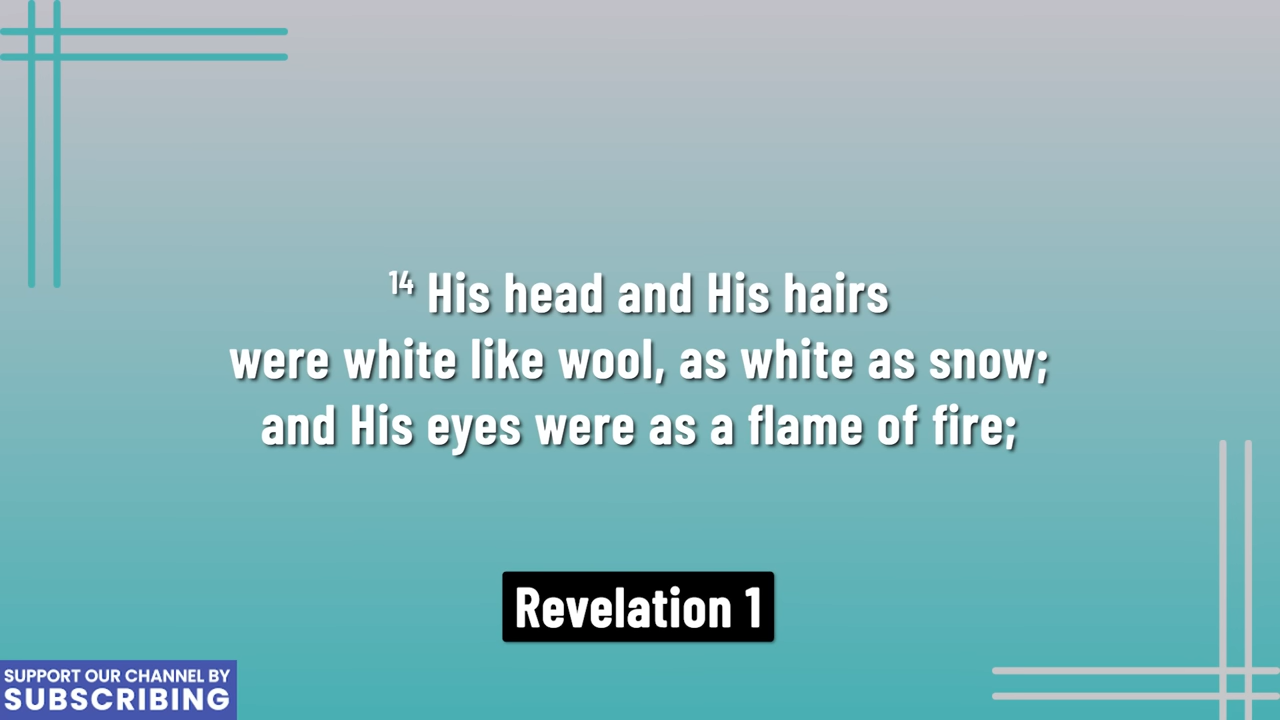 ¹⁴ His head and His hairs
were white like wool, as white as snow;
and His eyes were as a flame of fire;
Revelation 1
SUPPORT OUR CHANNEL BY
SUBSCRIBING